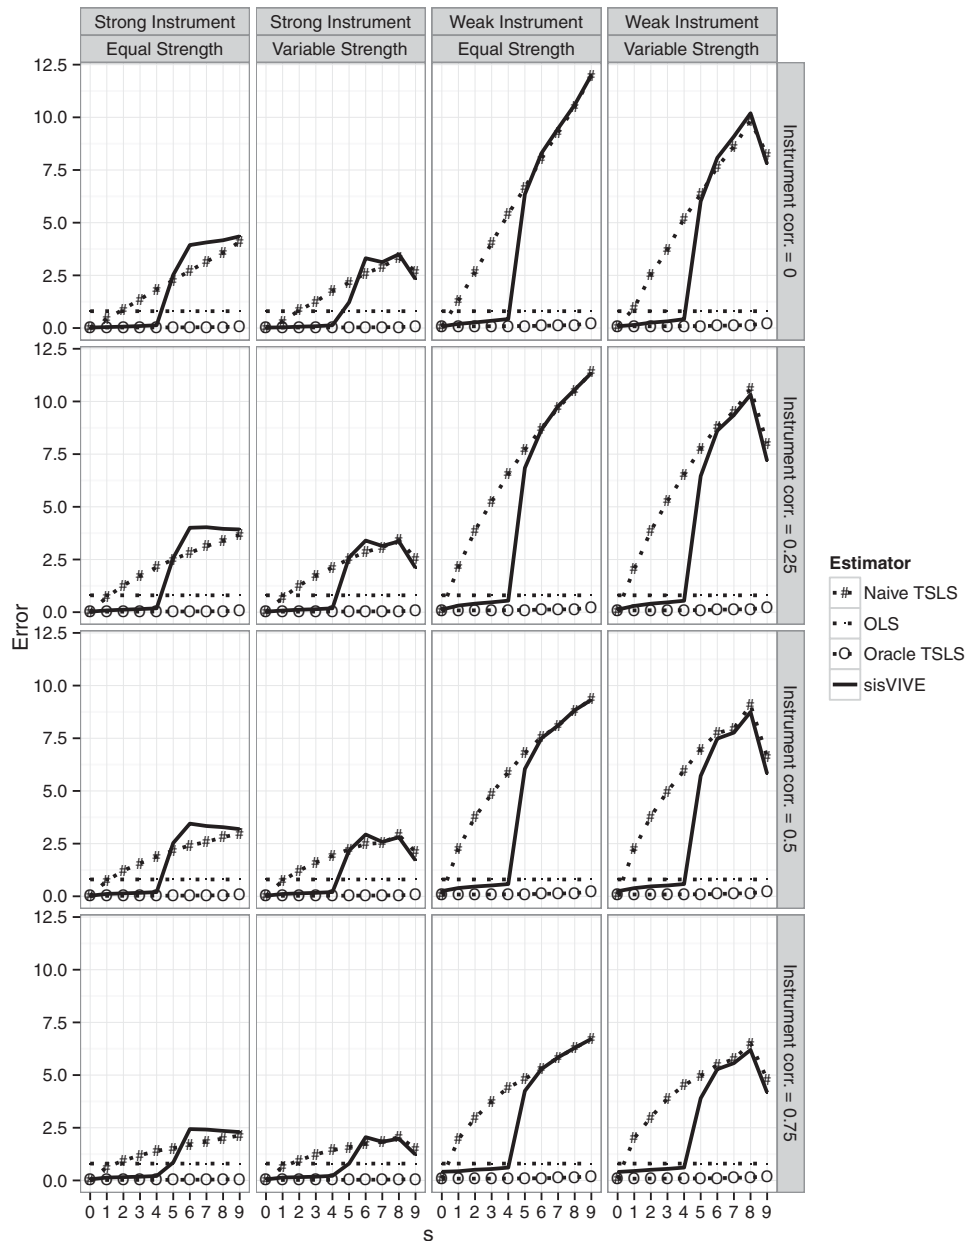 Strong Instrument Strong Instrument Weak Instrument Weak Instrument
Equal Strength Variable Strength Equal Strength Variable Strength
12.5
10.0
7.5
5.0
2.5
0.0
Instrument corr. = 0
12.5
10.0
7.5
5.0
2.5
0.0
Instrument corr. = 0.25
12.5
10.0
7.5
5.0
2.5
0.0
Instrument corr. = 0.5
12.5
10.0
7.5
5.0
2.5
0.0
Instrument corr. = 0.75
Error
0 1 2 3 4 5 6 7 8 9 0 1 2 3 4 5 6 7 8 9 0 1 2 3 4 5 6 7 8 9 0 1 2 3 4 5 6 7 8 9
s
Estimator
# Naive TSLS
OLS
O Oracle TSLS
sisVIVE